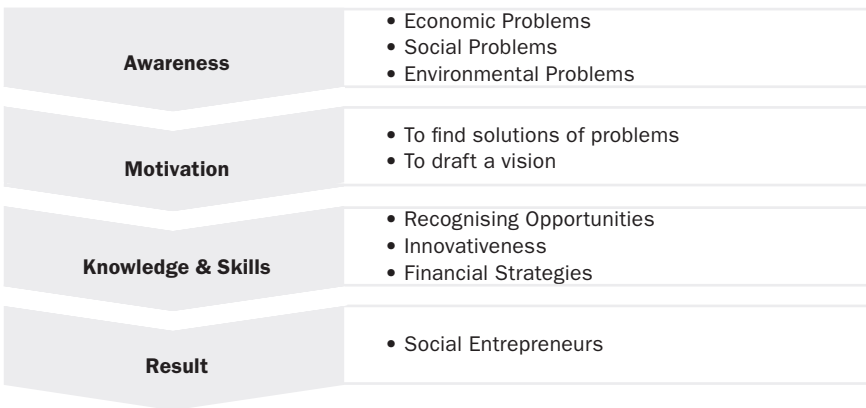 Awareness
• Economic Problems
• Social Problems
• Environmental Problems
Motivation
• To find solutions of problems
• To draft a vision
Knowledge & Skills
• Recognising Opportunities
• Innovativeness
• Financial Strategies
Result
• Social Entrepreneurs